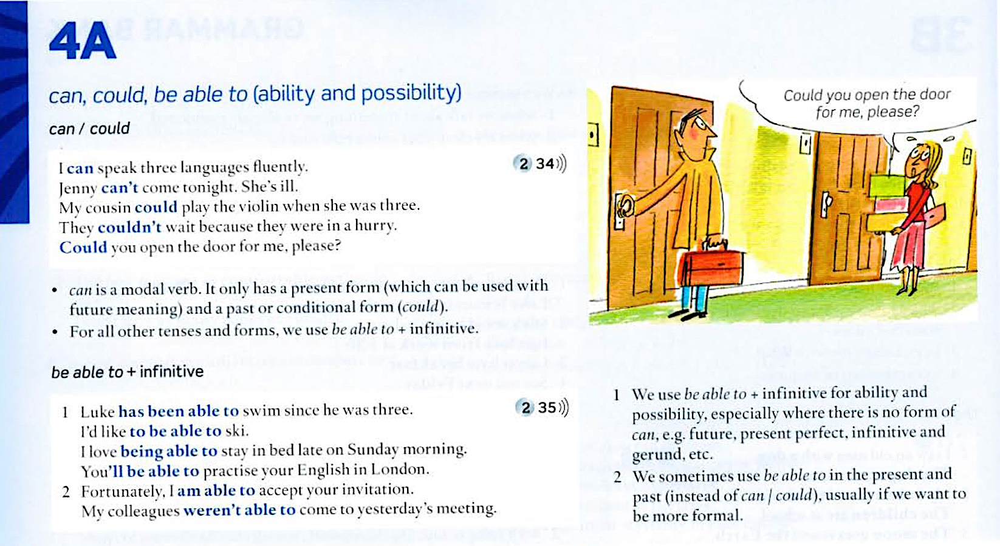 4A
can, could, be able to (ability and possibility)
can / could
I can speak three languages fluently.
2 34
Jenny can't come tonight. She's ill.
My cousin could play the violin when she was three.
They couldn't wait because they were in a hurry.
Could you open the door for me, please?
Could you open the door
for me, please?
• can is a modal verb. It only has a present form (which can be used with
future meaning) and a past or conditional form (could).
• For all other tenses and forms, we use be able to + infinitive.
be able to + infinitive
1 Luke has been able to swim since he was three.
2 35
I'd like to be able to ski.
I love being able to stay in bed late on Sunday morning.
You'll be able to practise your English in London.
2 Fortunately, I am able to accept your invitation.
My colleagues weren't able to come to yesterday's meeting.
1 We use be able to + infinitive for ability and
possibility, especially where there is no form of
can, e.g. future, present perfect, infinitive and
gerund, etc.
2 We sometimes use be able to in the present and
past (instead of can / could), usually if we want to
be more formal.